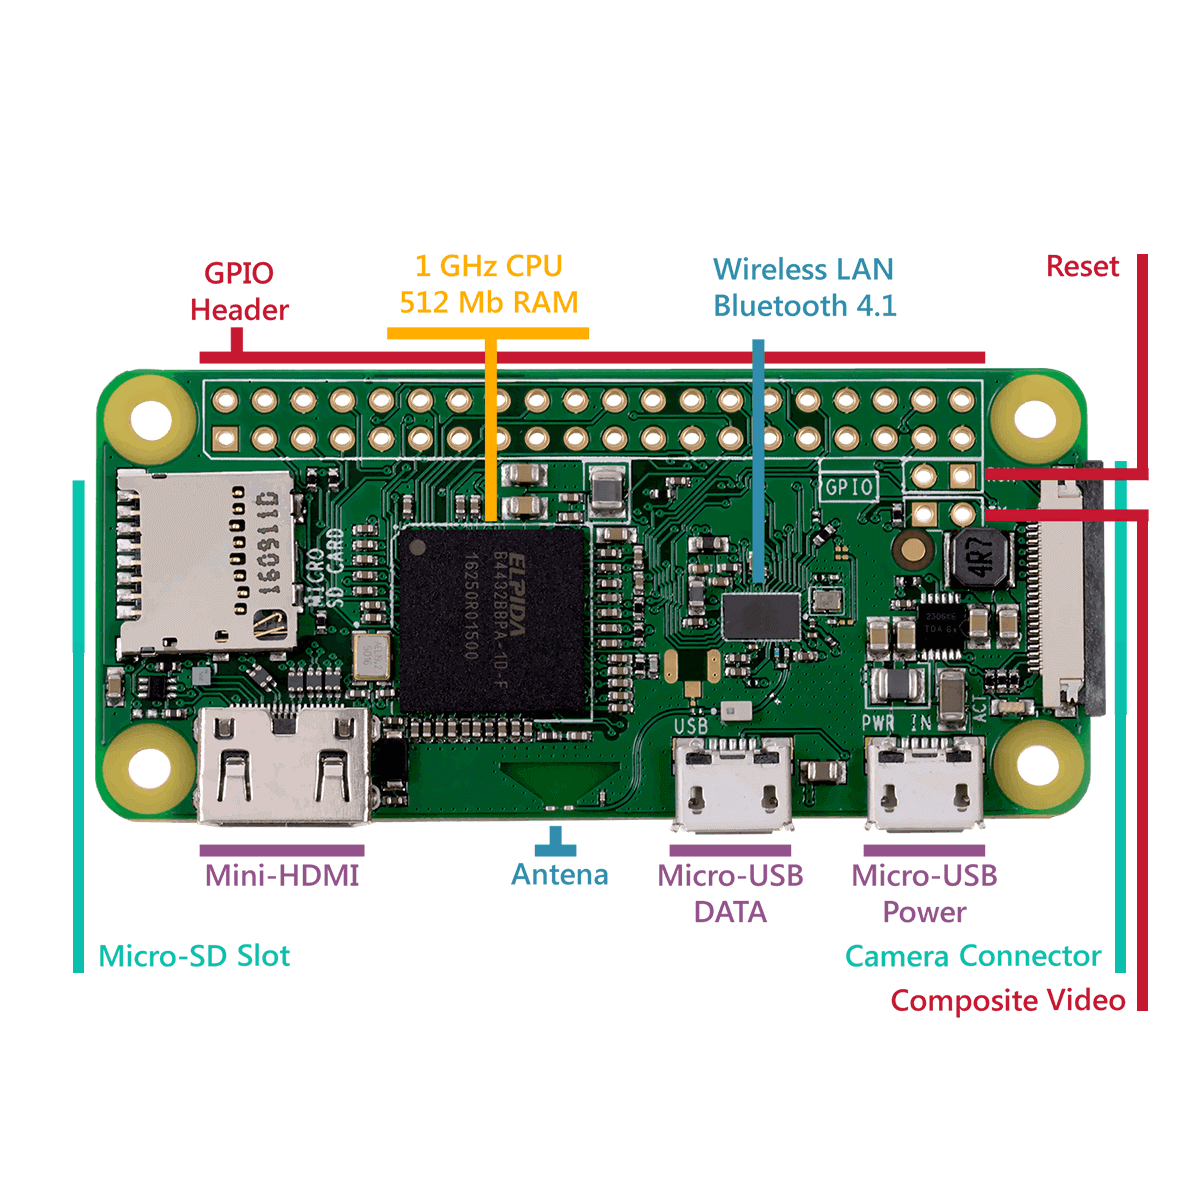 GPIO
Header
1 GHz CPU
512 Mb RAM
Wireless LAN
Bluetooth 4.1
Reset
GPIO
1609110
MICRO
SD CARD
ELPIDA
B4432BBPA-1D-F
16250R01500
4R7
USB
PWR IN
ACT
Mini-HDMI
Antena
Micro-USB
DATA
Micro-USB
Power
Micro-SD Slot
Camera Connector
Composite Video